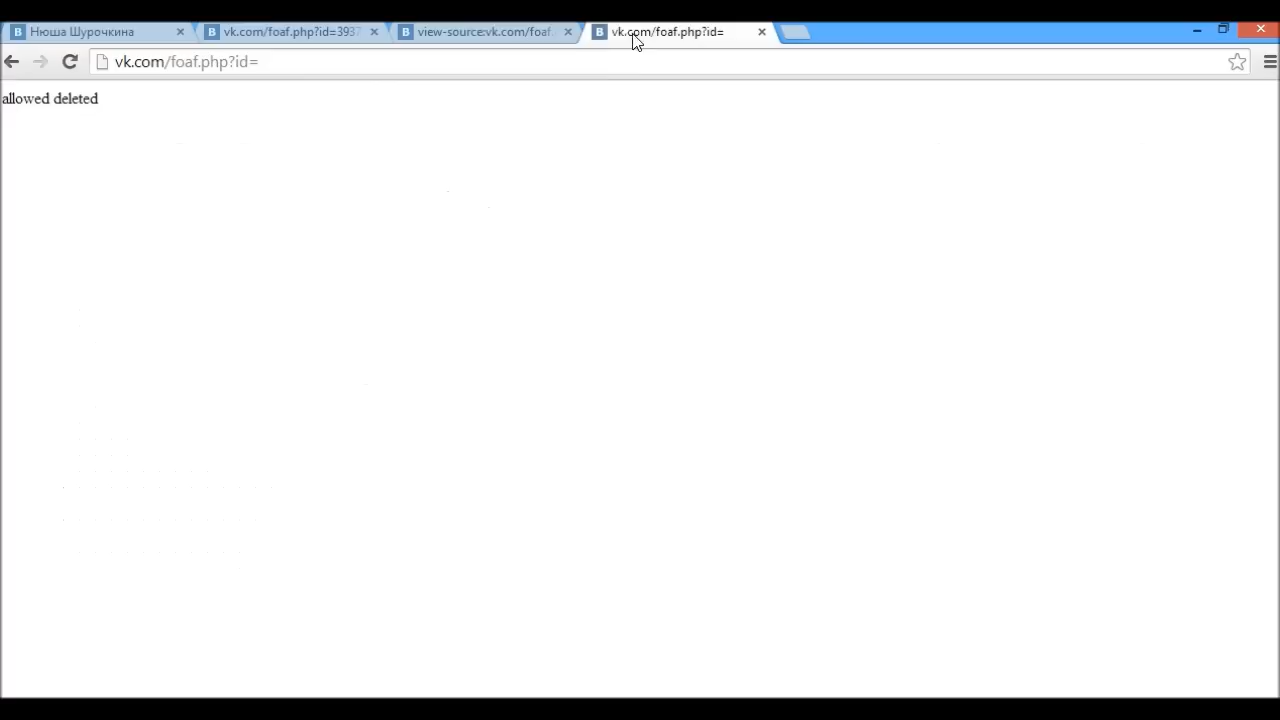 Нюша Шурочкина
vk.com/foaf.php?id=3937
view-source:vk.com/foaf.
vk.com/foaf.php?id=
vk.com/foaf.php?id=
allowed deleted